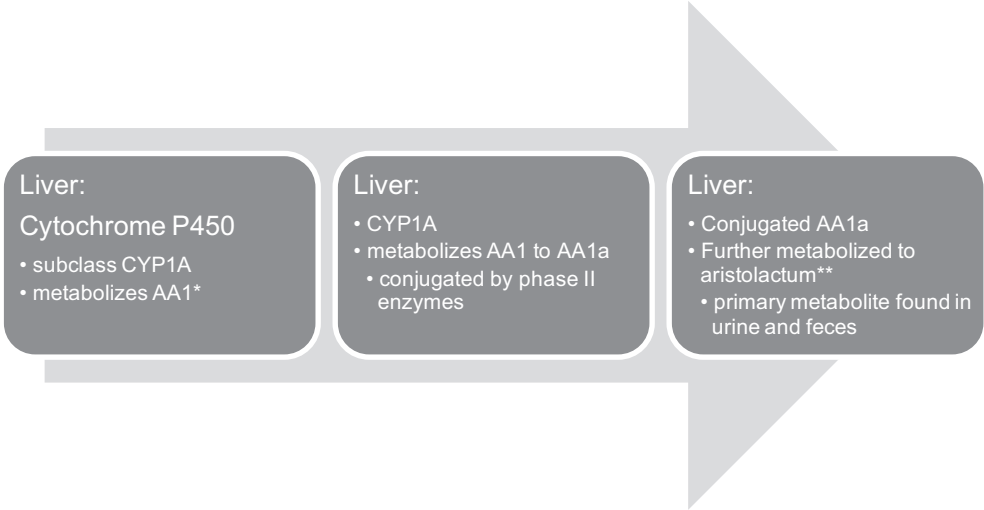 Liver:
Cytochrome P450
• subclass CYP1A
• metabolizes AA1*
Liver:
• CYP1A
• metabolizes AA1 to AA1a
• conjugated by phase II
enzymes
Liver:
• Conjugated AA1a
• Further metabolized to
aristolactum**
• primary metabolite found in
urine and feces